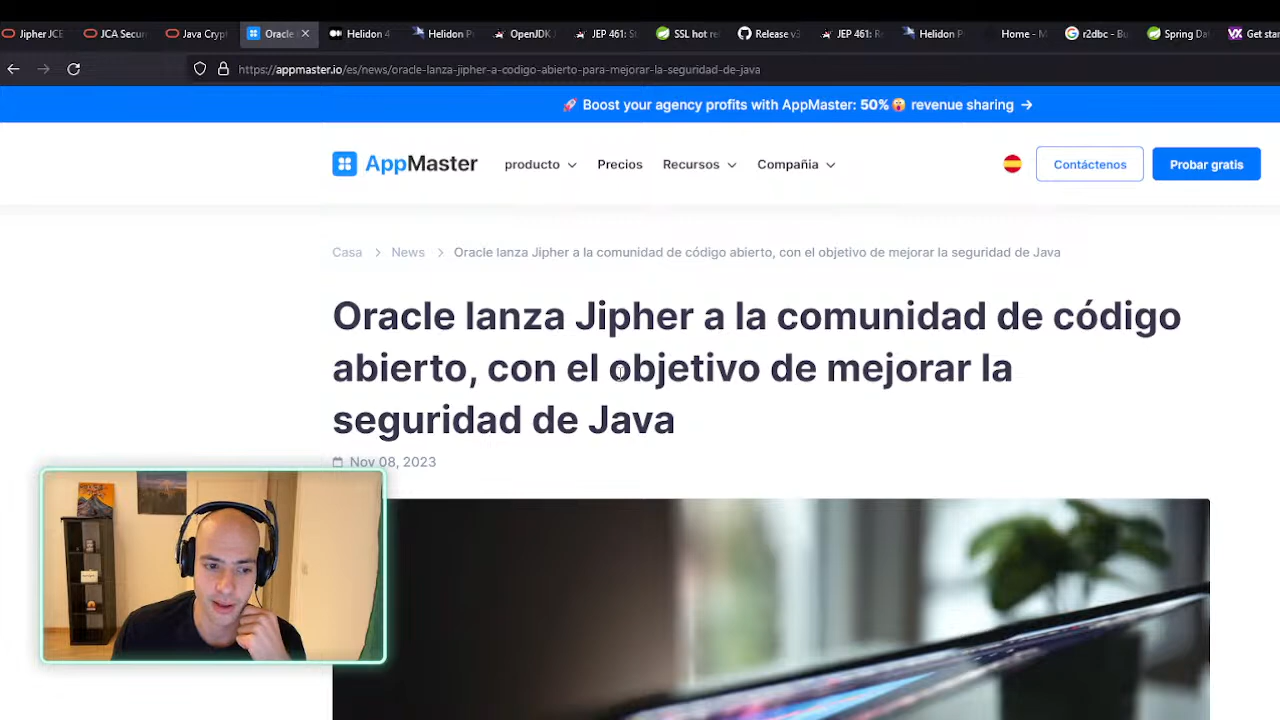 Jipher JCE
JCA Secur
Java Crypt
Oracle
Helidon 4
Helidon P
OpenJDK
JEP 461: S
SSL hot re
Release v3
JEP 461: R
Helidon P
Home - M
r2dbc - Bu
Spring Da
Get sta
https://appmaster.io/es/news/oracle-lanza-jipher-a-codigo-abierto-para-mejorar-la-seguridad-de-java
🚀 Boost your agency profits with AppMaster: 50%🤯 revenue sharing →
AppMaster
producto
Precios
Recursos
Compañia
Contáctenos
Probar gratis
Casa > News > Oracle lanza Jipher a la comunidad de código abierto, con el objetivo de mejorar la seguridad de Java
Oracle lanza Jipher a la comunidad de código
abierto, con el objetivo de mejorar la
seguridad de Java
Nov 08, 2023